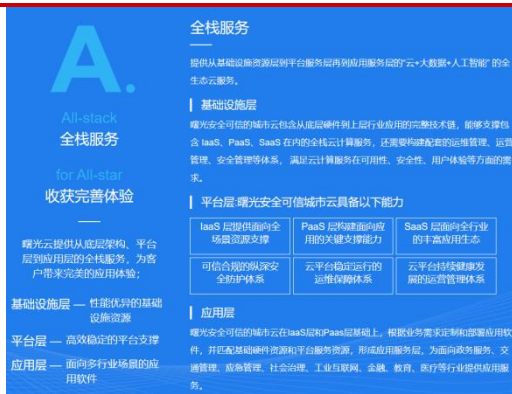 A.
All-stack
全栈服务
for All-star
收获完善体验
曙光云提供从底层架构、平台
层到应用层的全栈服务，为客
户带来完美的应用体验；
基础设施层 — 性能优异的基础
设施资源
平台层 — 高效稳定的平台支撑
应用层 — 面向多行业场景的应
用软件
全栈服务
提供从基础设施资源层到平台服务层再到应用服务层的“云+大数据+人工智能” 的全
生态云服务。
基础设施层
曙光安全可信的城市云包含从底层硬件到上层行业应用的完整技术链，能够支撑包
含 IaaS、PaaS、SaaS 在内的全栈云计算服务，还需要构建配套的运维管理、运营
管理、安全管理等体系， 满足云计算服务在可用性、安全性、用户体验等方面的需
求。
平台层:曙光安全可信城市云具备以下能力
IaaS 层提供面向全
场景资源支撑
PaaS 层构建面向应
用的关键支撑能力
SaaS 层面向全行业
的丰富应用生态
可信合规的纵深安
全防护体系
云平台稳定运行的
运维保障体系
云平台持续健康发
展的运营管理体系
应用层
曙光安全可信的城市云在IaaS层和Paas层基础上，根据业务需求定制和部署应用软
件，并匹配基础硬件资源和平台服务资源，形成应用服务层，为面向政务服务、交
通管理、应急管理、社会治理、工业互联网、金融、教育、医疗等行业提供应用服
务。